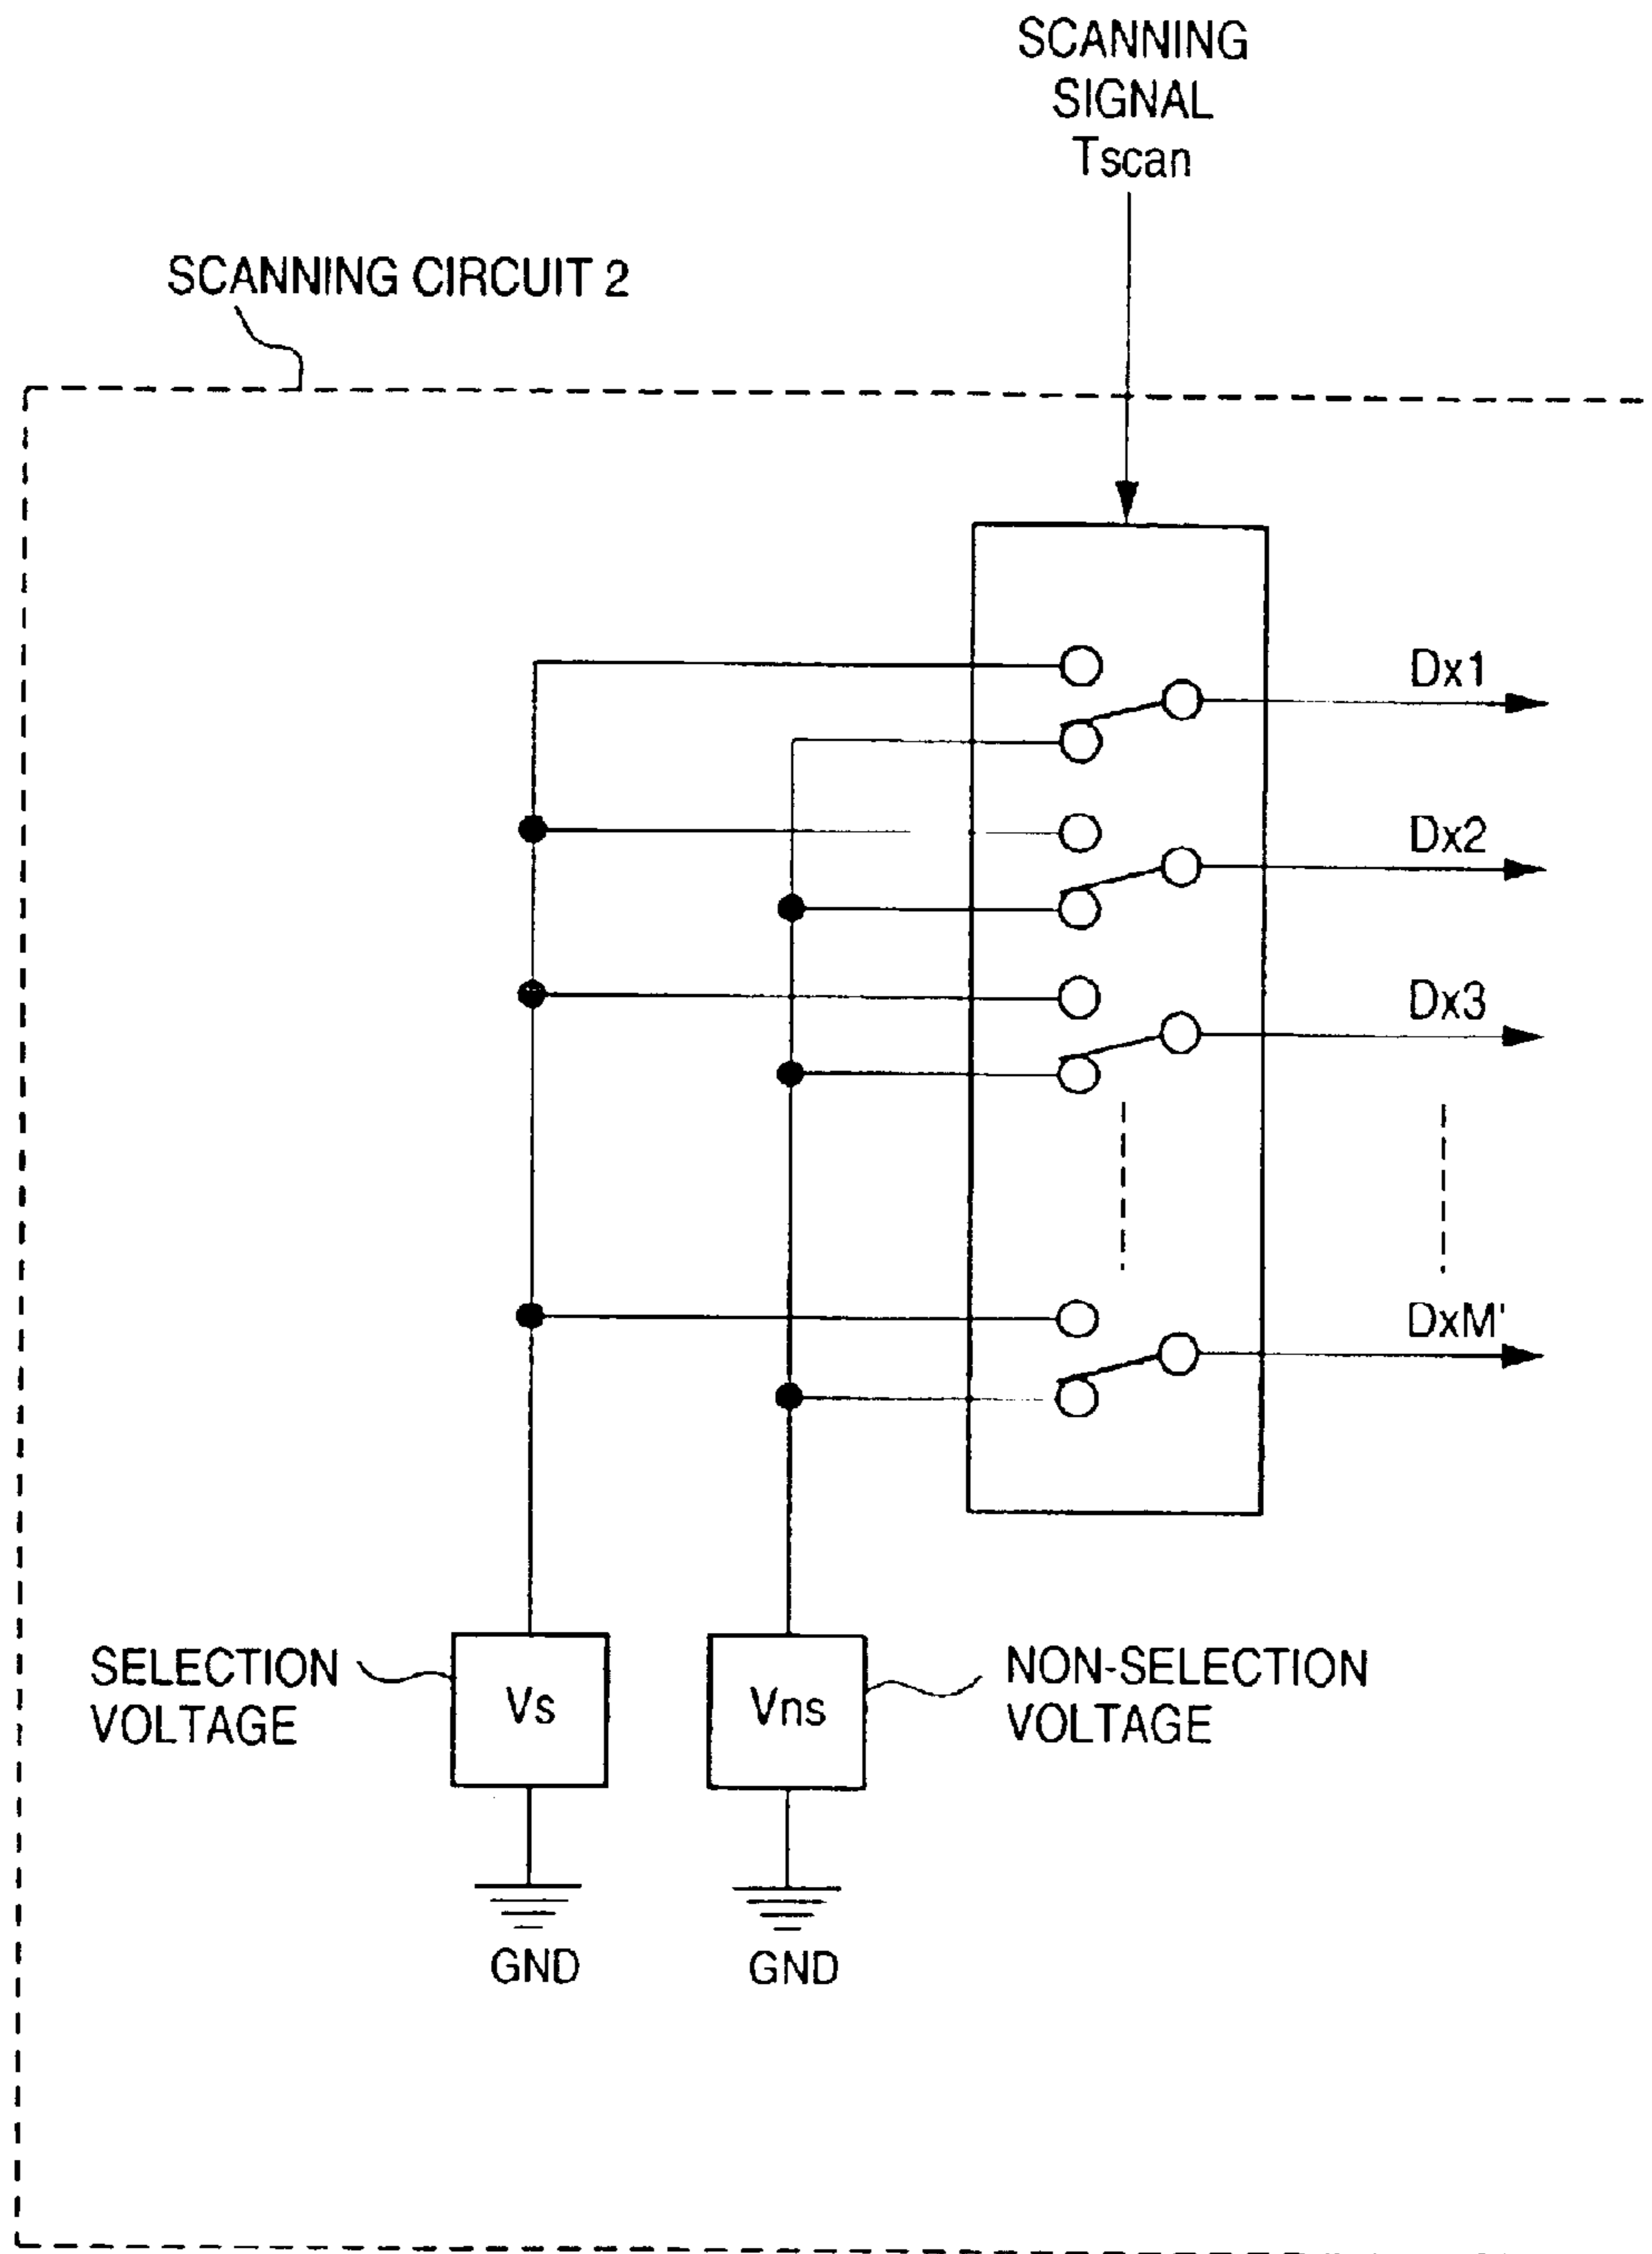 SCANNING
SIGNAL
Tscan
SCANNING CIRCUIT 2
Dx1
Dx2
Dx3
DxM'
SELECTION
VOLTAGE
Vs
Vns
NON-SELECTION
VOLTAGE
GND
GND